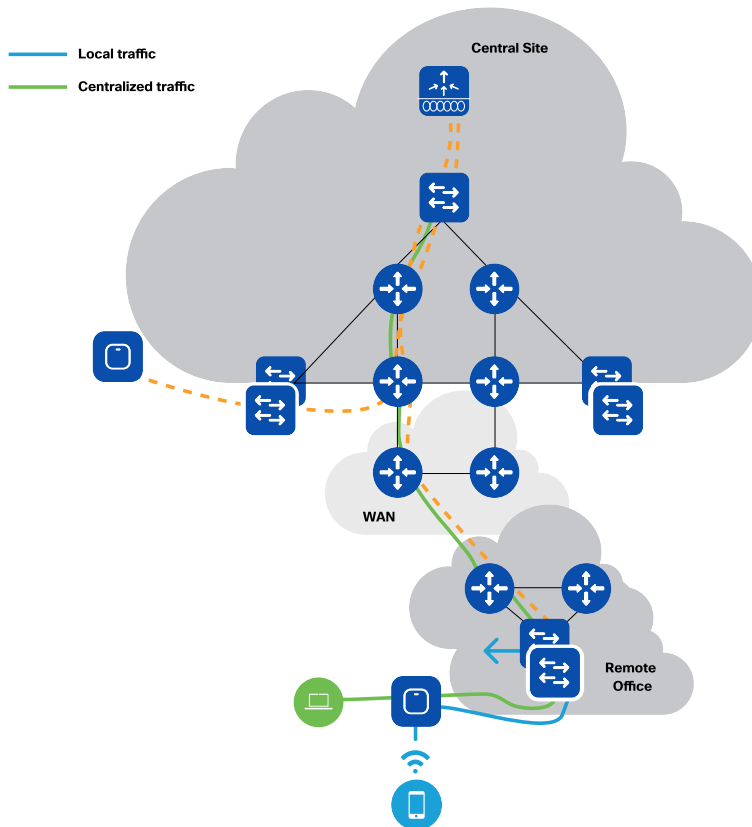 Central Site
Local traffic
Centralized traffic
WAN
Remote
Office